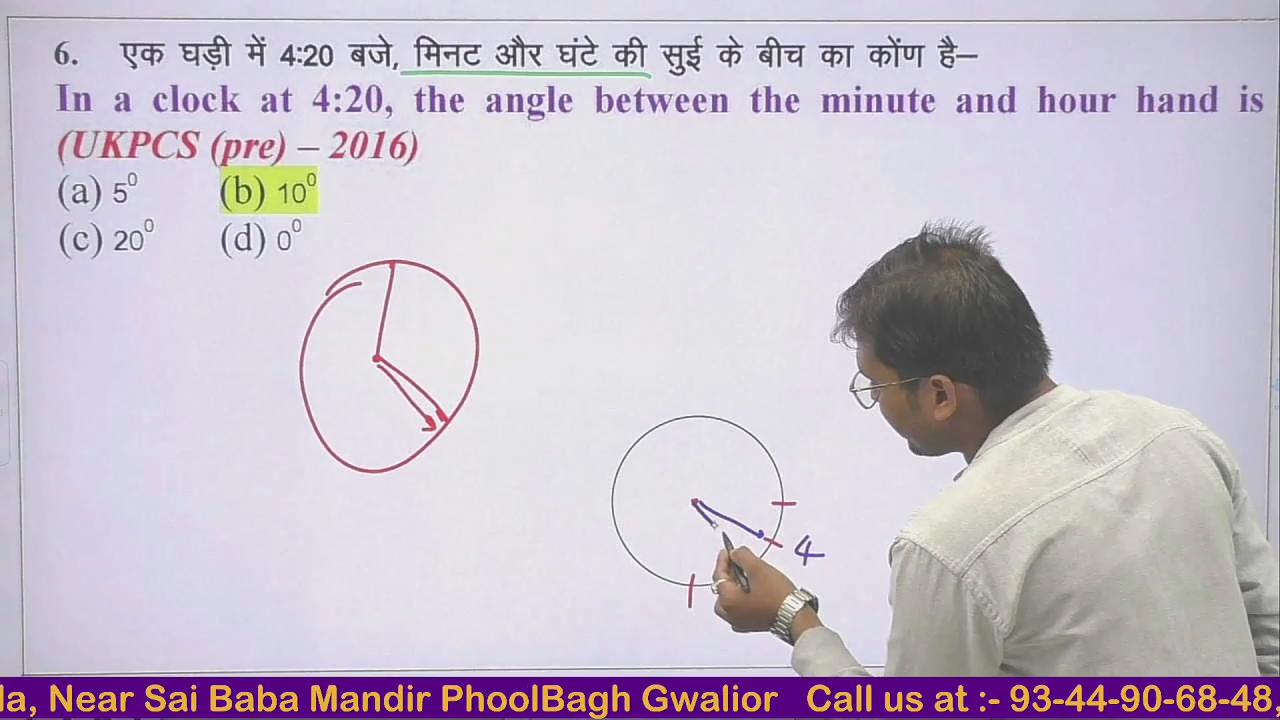 6. एक घड़ी में 4:20 बजे, मिनट और घंटे की सुई के बीच का कोंण है–
In a clock at 4:20, the angle between the minute and hour hand is
(UKPCS (pre) – 2016)
(a) 5⁰ (b) 10⁰
(c) 20⁰ (d) 0⁰
4
la, Near Sai Baba Mandir PhoolBagh Gwalior Call us at :- 93-44-90-68-48,